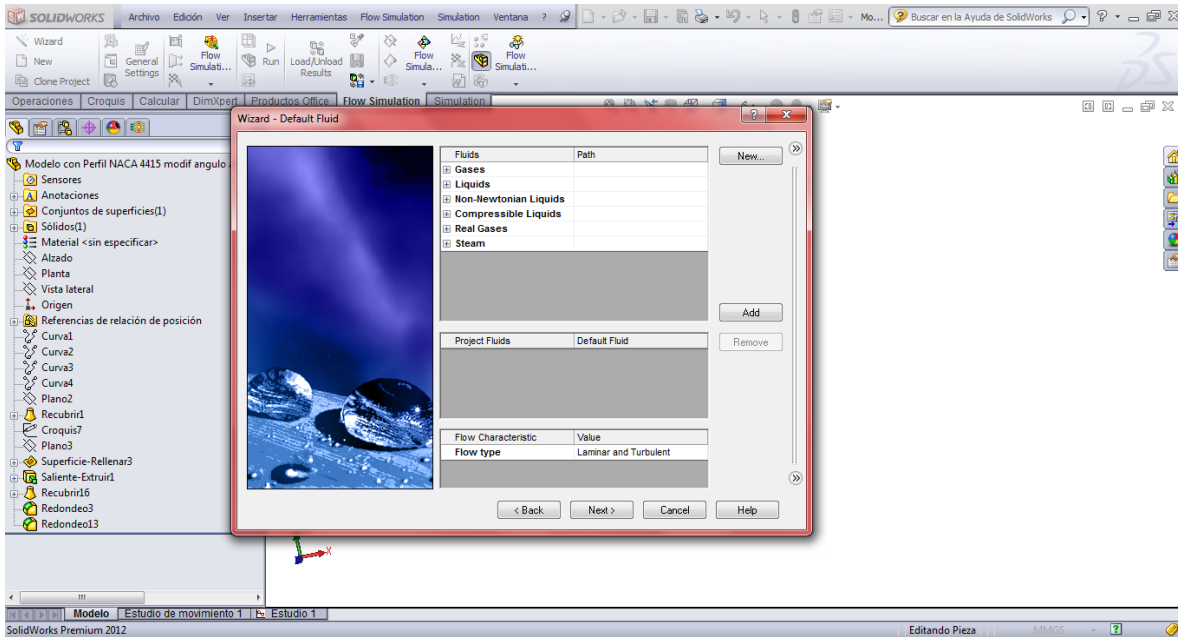 SOLIDWORKS Archivo Edición Ver Insertar Herramientas Flow Simulation Simulation Ventana ? Mo... Buscar en la Ayuda de SolidWorks ?
Wizard
New
Clone Project
General Settings
Flow Simulati...
Run
Load/Unload Results
Flow Simula...
Flow Simulati...
Operaciones Croquis Calcular DimXpert Productos Office Flow Simulation Simulation
Wizard - Default Fluid
Modelo con Perfil NACA 4415 modif angulo
Sensores
Anotaciones
Conjuntos de superficies(1)
Sólidos(1)
Material <sin especificar>
Alzado
Planta
Vista lateral
Origen
Referencias de relación de posición
Curva1
Curva2
Curva3
Curva4
Plano2
Recubrir1
Croquis7
Plano3
Superficie-Rellenar3
Saliente-Extruir1
Recubrir16
Redondeo3
Redondeo13
Fluids Path
Gases
Liquids
Non-Newtonian Liquids
Compressible Liquids
Real Gases
Steam
New...
Add
Project Fluids Default Fluid
Remove
Flow Characteristic Value
Flow type Laminar and Turbulent
< Back Next > Cancel Help
X
Modelo Estudio de movimiento 1 Estudio 1
SolidWorks Premium 2012 Editando Pieza MMGS